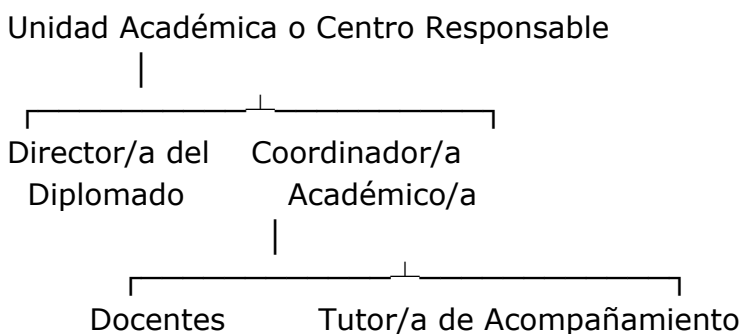 Unidad Académica o Centro Responsable
Director/a del Coordinador/a
Diplomado Académico/a
Docentes Tutor/a de Acompañamiento